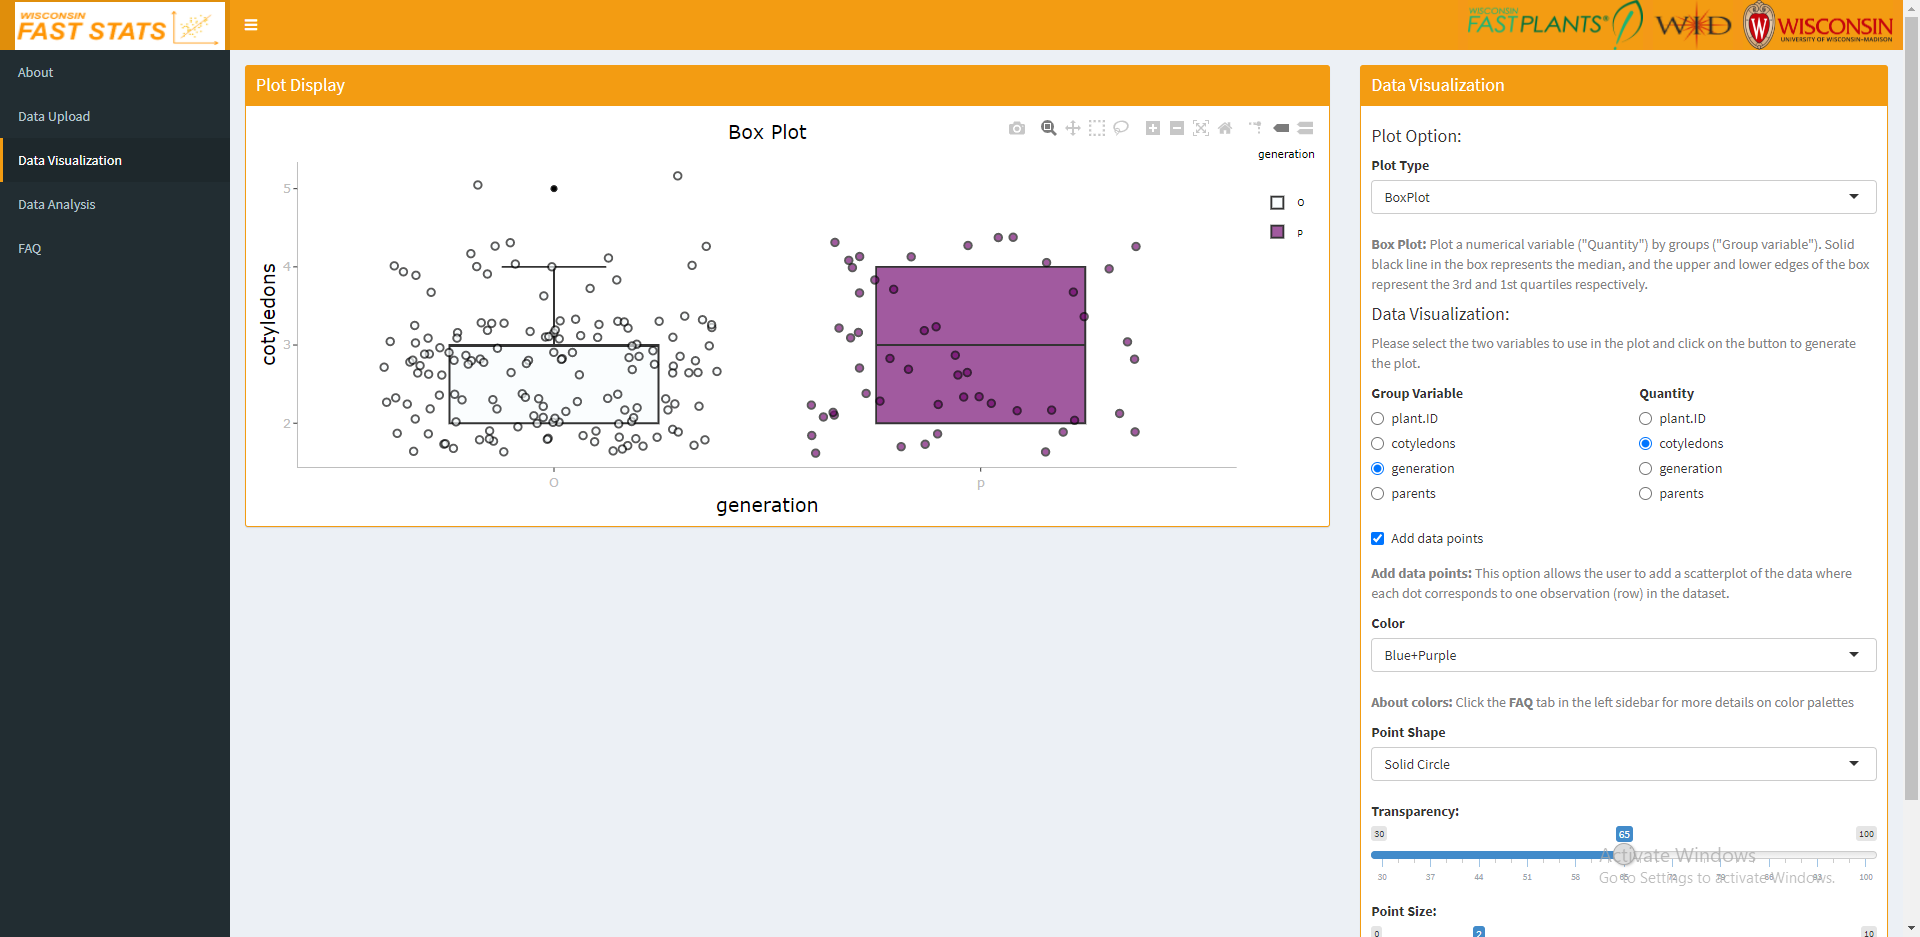 WISCONSIN
FAST STATS
WISCONSIN
FASTPLANTS®
WID
W WISCONSIN
UNIVERSITY OF WISCONSIN-MADISON
About
Data Upload
Data Visualization
Data Analysis
FAQ
Plot Display
Box Plot
generation
O
P
cotyledons
5
4
3
2
O
P
generation
Data Visualization
Plot Option:
Plot Type
BoxPlot
Box Plot: Plot a numerical variable ("Quantity") by groups ("Group variable"). Solid
black line in the box represents the median, and the upper and lower edges of the box
represent the 3rd and 1st quartiles respectively.
Data Visualization:
Please select the two variables to use in the plot and click on the button to generate
the plot.
Group Variable
plant.ID
cotyledons
generation
parents
Quantity
plant.ID
cotyledons
generation
parents
Add data points
Add data points: This option allows the user to add a scatterplot of the data where
each dot corresponds to one observation (row) in the dataset.
Color
Blue+Purple
About colors: Click the FAQ tab in the left sidebar for more details on color palettes
Point Shape
Solid Circle
Transparency:
30 65 100
30 37 44 51 58 65 72 79 86 93 100
Activate Windows
Go to Settings to activate Windows.
Point Size:
0 2 10